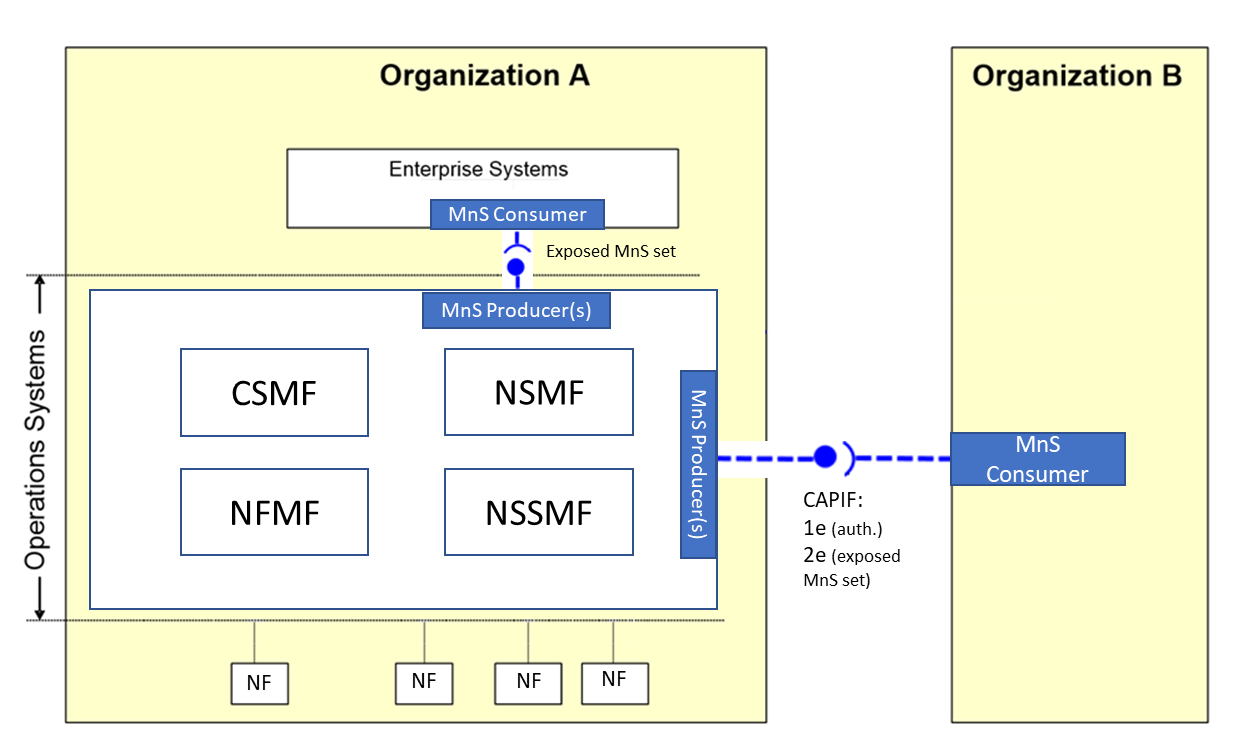 Organization A
Organization B
Enterprise Systems
MnS Consumer
Exposed MnS set
Operations Systems
MnS Producer(s)
CSMF
NSMF
NFMF
NSSMF
MnS Producer(s)
MnS
Consumer
CAPIF:
1e (auth.)
2e (exposed
MnS set)
NF
NF
NF
NF